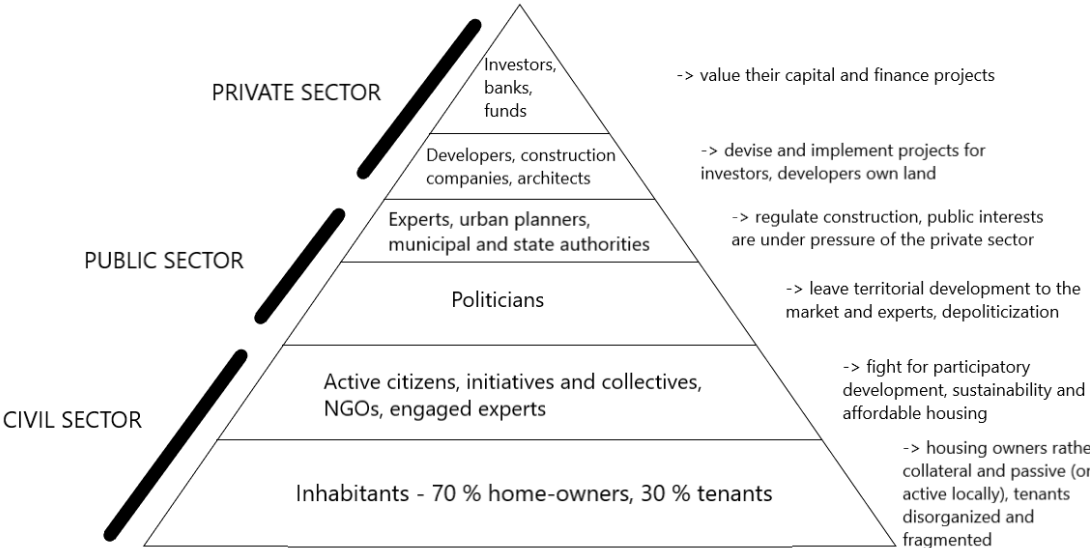 PRIVATE SECTOR
Investors,
banks,
funds
-> value their capital and finance projects
Developers, construction
companies, architects
-> devise and implement projects for
investors, developers own land
PUBLIC SECTOR
Experts, urban planners,
municipal and state authorities
-> regulate construction, public interests
are under pressure of the private sector
Politicians
-> leave territorial development to the
market and experts, depoliticization
CIVIL SECTOR
Active citizens, initiatives and collectives,
NGOs, engaged experts
-> fight for participatory
development, sustainability and
affordable housing
Inhabitants - 70 % home-owners, 30 % tenants
-> housing owners rathe
collateral and passive (or
active locally), tenants
disorganized and
fragmented